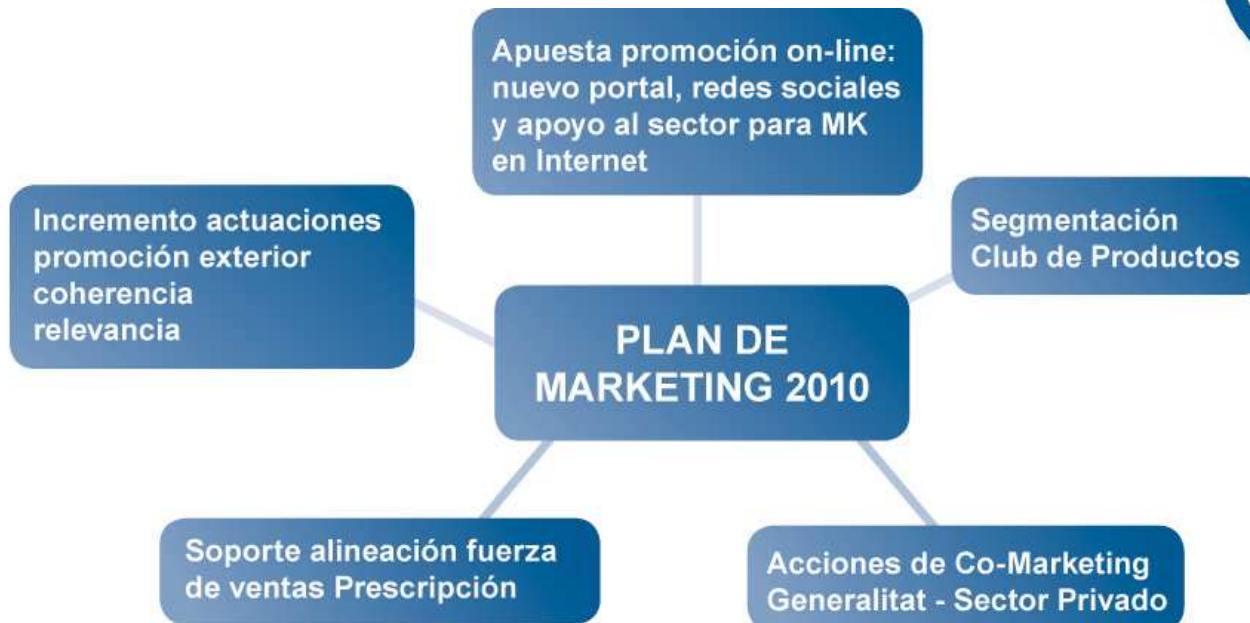 Apuesta promoción on-line:
nuevo portal, redes sociales
y apoyo al sector para MK
en Internet
Incremento actuaciones
promoción exterior
coherencia
relevancia
Segmentación
Club de Productos
PLAN DE
MARKETING 2010
Soporte alineación fuerza
de ventas Prescripción
Acciones de Co-Marketing
Generalitat - Sector Privado